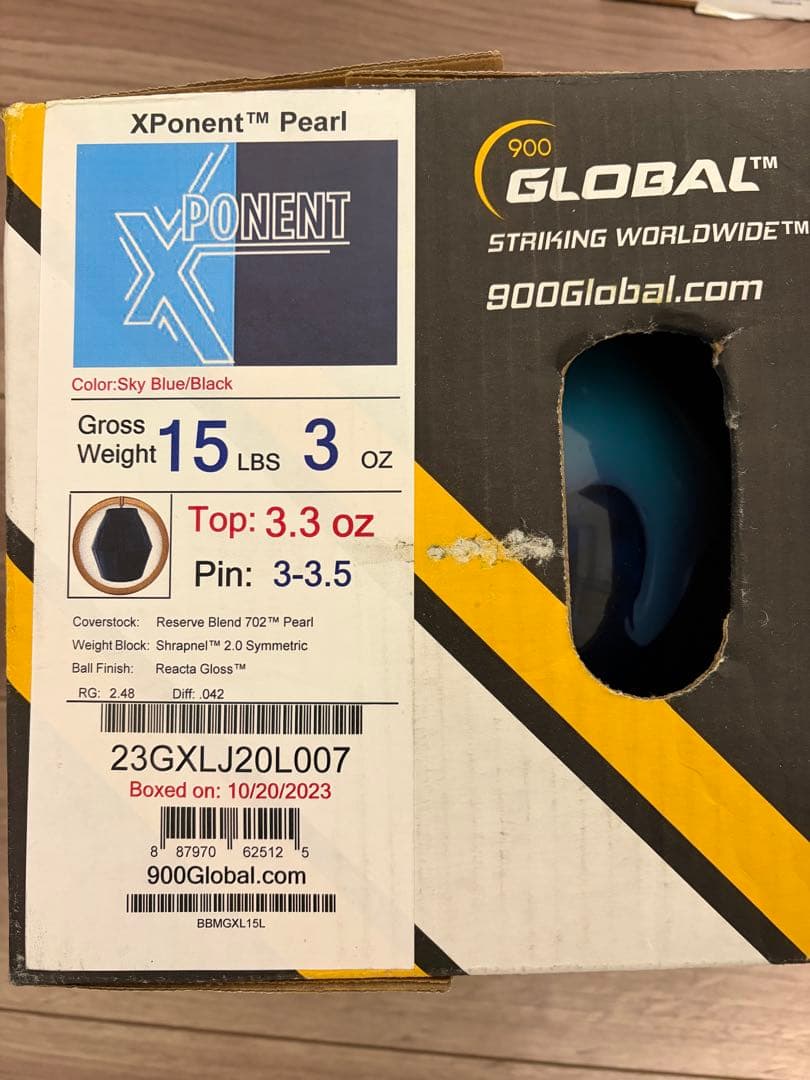 XPonent™ Pearl
XPONENT
Color:Sky Blue/Black
Gross Weight 15 LBS 3 OZ
Top: 3.3 oz
Pin: 3-3.5
Coverstock: Reserve Blend 702™ Pearl
Weight Block: Shrapnel™ 2.0 Symmetric
Ball Finish: Reacta Gloss™
RG: 2.48 Diff: .042
23GXLJ20L007
Boxed on: 10/20/2023
8 87970 62512 5
900Global.com
BBMGXL15L
900
GLOBAL™
STRIKING WORLDWIDE™
900Global.com